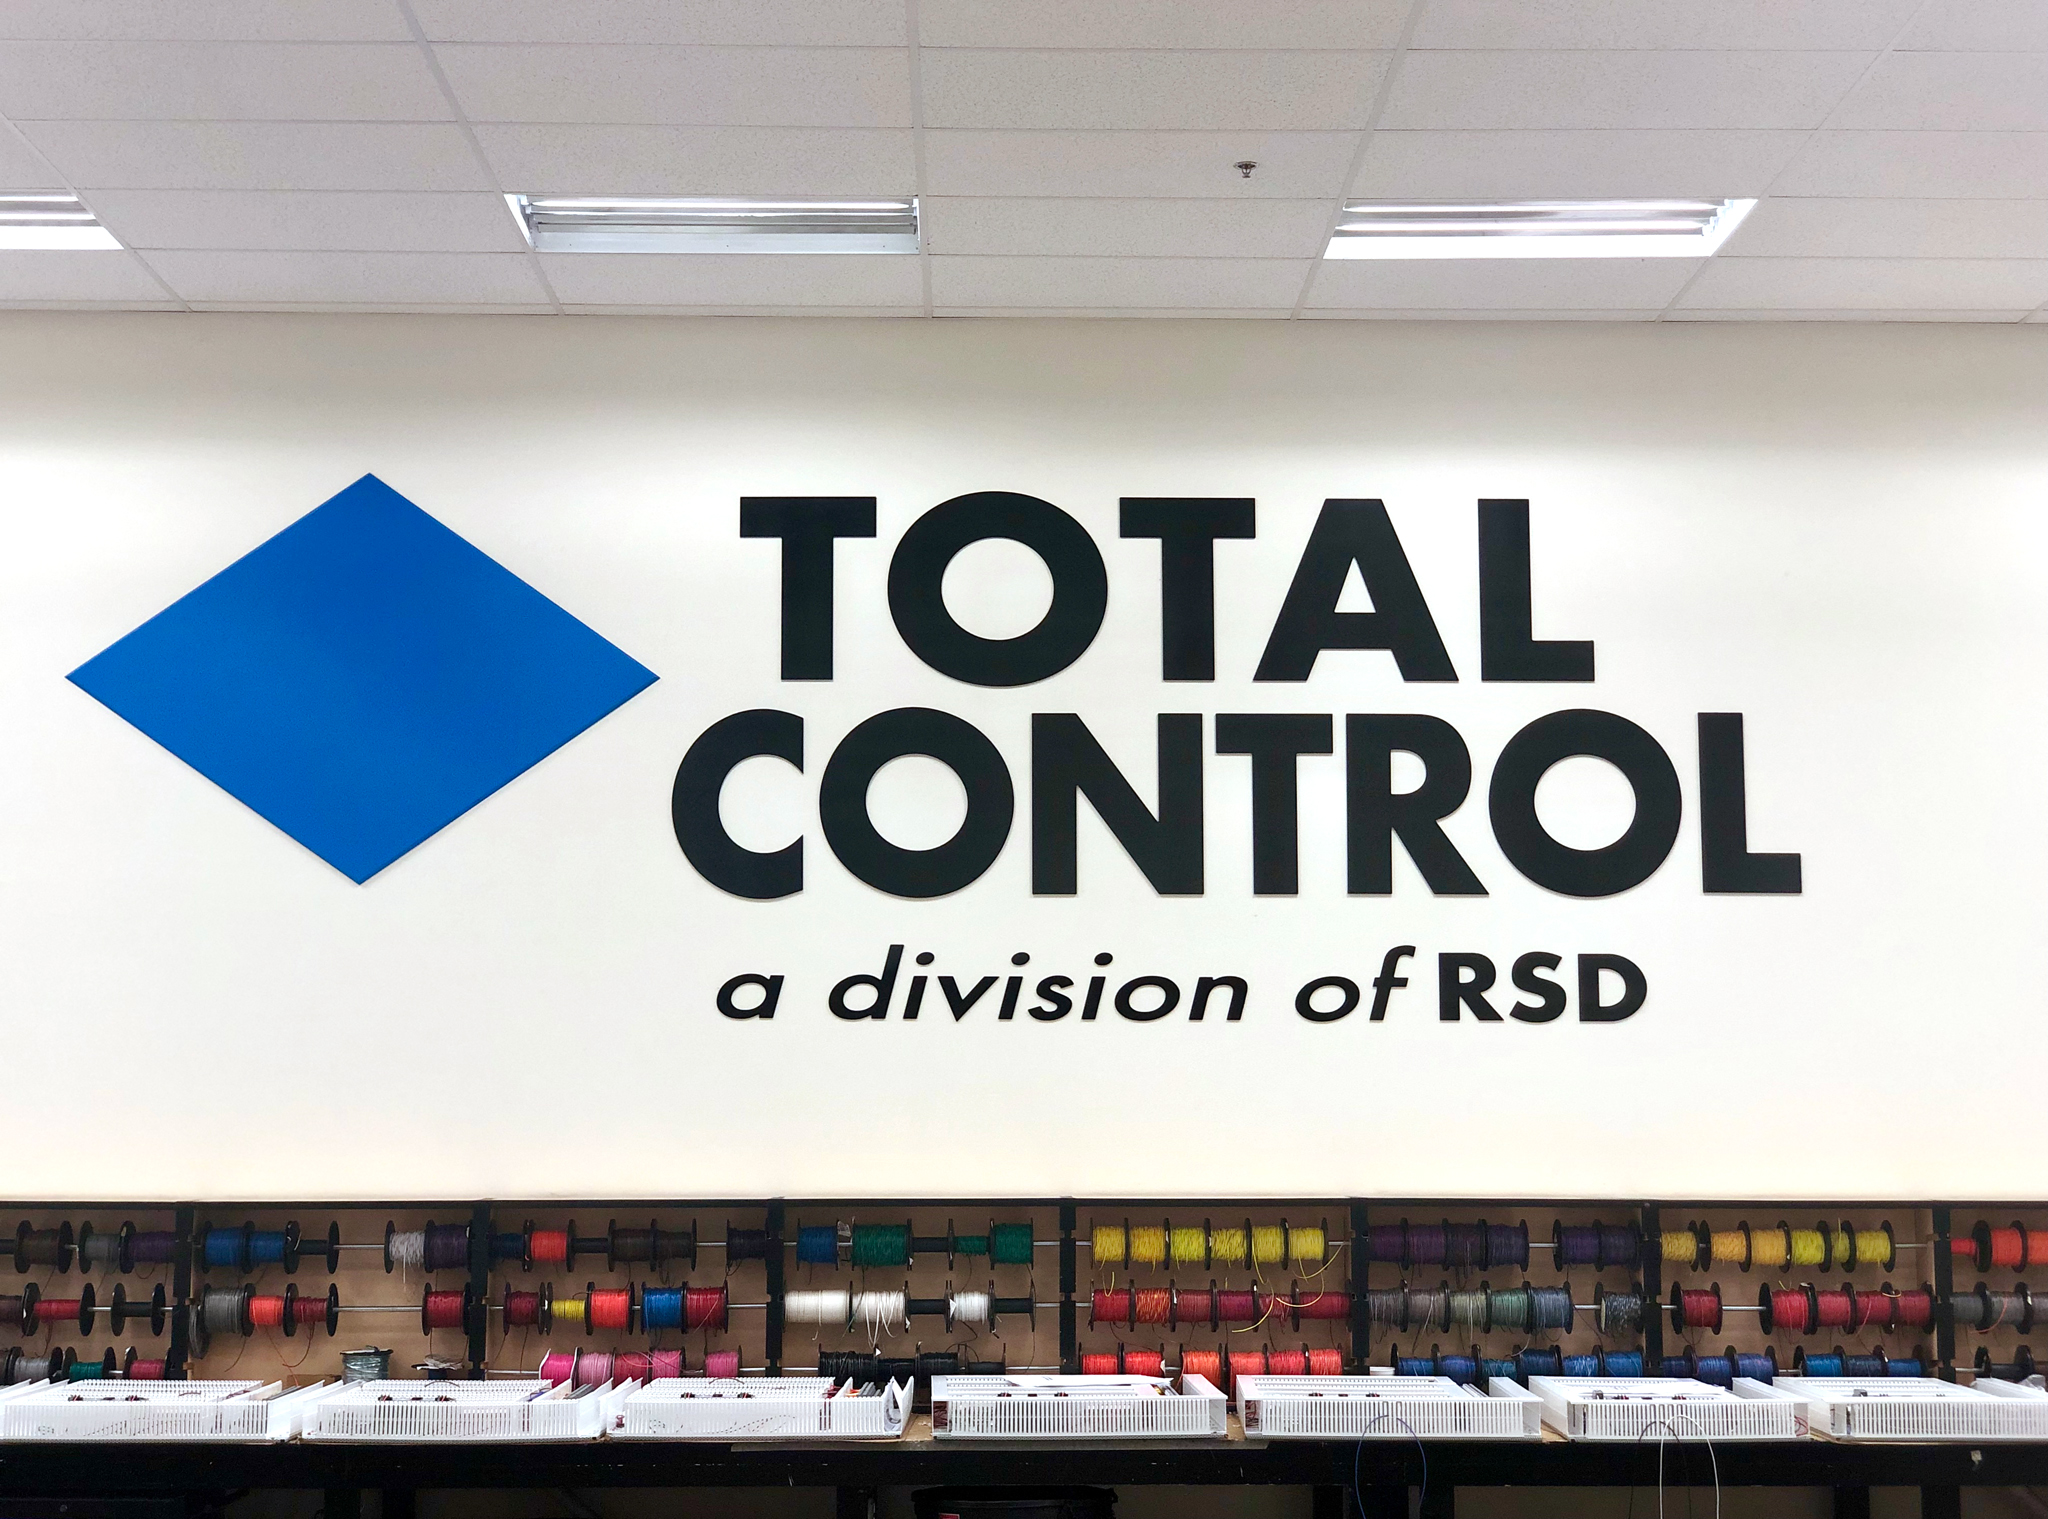 TOTAL
CONTROL
a division of RSD